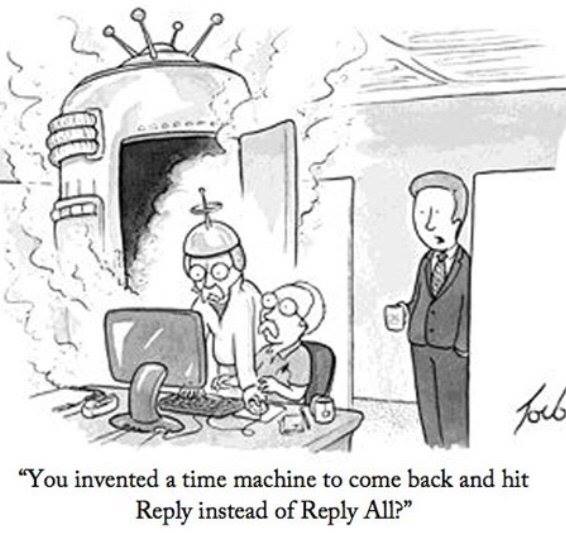 Toro
“You invented a time machine to come back and hit
Reply instead of Reply All?”